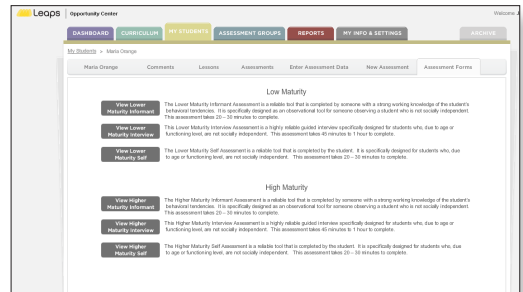 Leaps Opportunity Center
Welcome J
DASHBOARD CURRICULUM MY STUDENTS ASSESSMENT GROUPS REPORTS MY INFO & SETTINGS ARCHIVE
My Students > Maria Orange
Maria Orange Comments Lessons Assessments Enter Assessment Data New Assessment Assessment Forms
Low Maturity
View Lower
Maturity Informant
The Lower Maturity Informant Assessment is a reliable tool that is completed by someone with a strong working knowledge of the student's
behavioral tendencies. It is specifically designed as an observational tool for someone observing a student who is not socially independent.
This assessment takes 20 – 30 minutes to complete.
View Lower
Maturity Interview
This Lower Maturity Interview Assessment is a highly reliable guided interview specifically designed for students who, due to age or
functioning level, are not socially independent. This assessment takes 45 minutes to 1 hour to complete.
View Lower
Maturity Self
The Lower Maturity Self Assessment is a reliable tool that is completed by the student. It is specifically designed for students who, due
to age or functioning level, are not socially independent. This assessment takes 20 – 30 minutes to complete.
High Maturity
View Higher
Maturity Informant
The Higher Maturity Informant Assessment is a reliable tool that is completed by someone with a strong working knowledge of the student's
behavioral tendencies. It is specifically designed as an observational tool for someone observing a student who is not socially independent.
This assessment takes 20 – 30 minutes to complete.
View Higher
Maturity Interview
This Higher Maturity Interview Assessment is a highly reliable guided interview specifically designed for students who, due to age or
functioning level, are not socially independent. This assessment takes 45 minutes to 1 hour to complete.
View Higher
Maturity Self
The Higher Maturity Self Assessment is a reliable tool that is completed by the student. It is specifically designed for students who, due
to age or functioning level, are not socially independent. This assessment takes 20 – 30 minutes to complete.